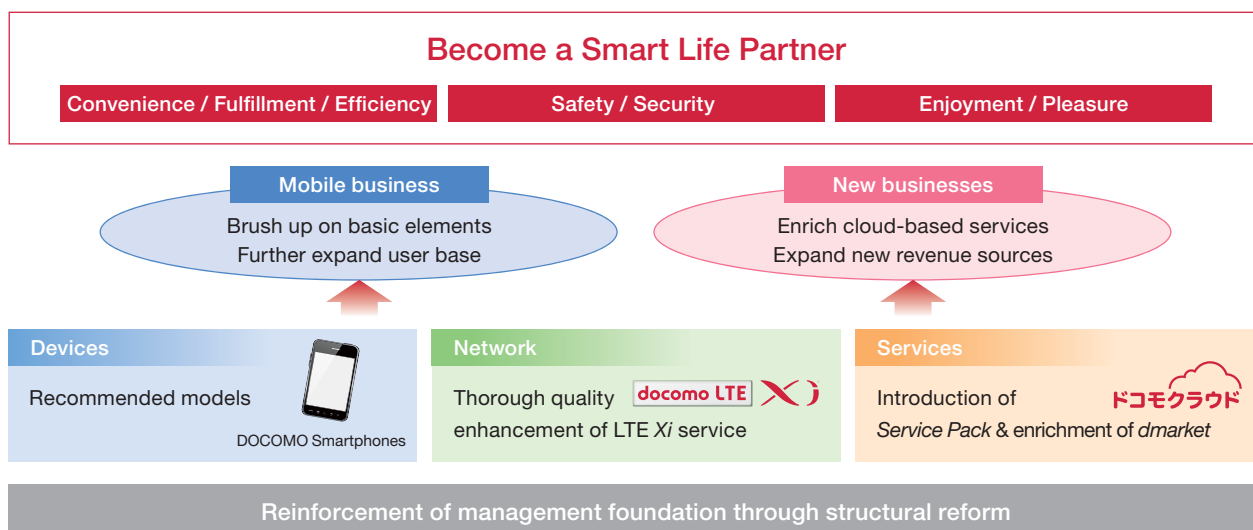 Become a Smart Life Partner
Convenience / Fulfillment / Efficiency
Safety / Security
Enjoyment / Pleasure
Mobile business
Brush up on basic elements
Further expand user base
New businesses
Enrich cloud-based services
Expand new revenue sources
Devices
Recommended models
DOCOMO Smartphones
Network
Thorough quality
docomo LTE Xi
enhancement of LTE Xi service
Services
Introduction of
ドコモクラウド
Service Pack & enrichment of dmarket
Reinforcement of management foundation through structural reform